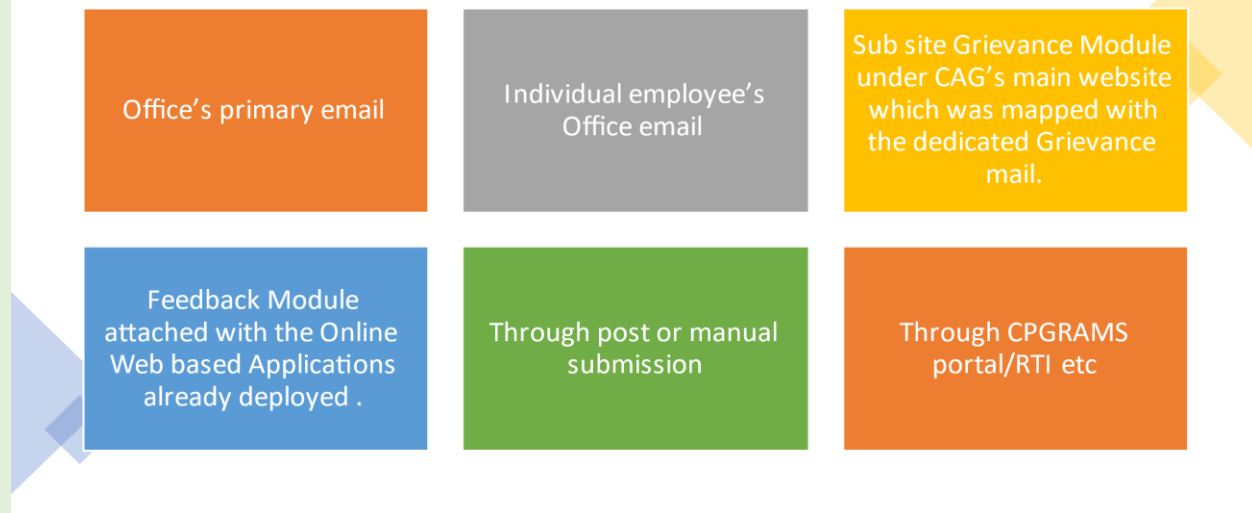 Office’s primary email
Individual employee’s
Office email
Sub site Grievance Module
under CAG’s main website
which was mapped with
the dedicated Grievance
mail.
Feedback Module
attached with the Online
Web based Applications
already deployed .
Through post or manual
submission
Through CPGRAMS
portal/RTI etc